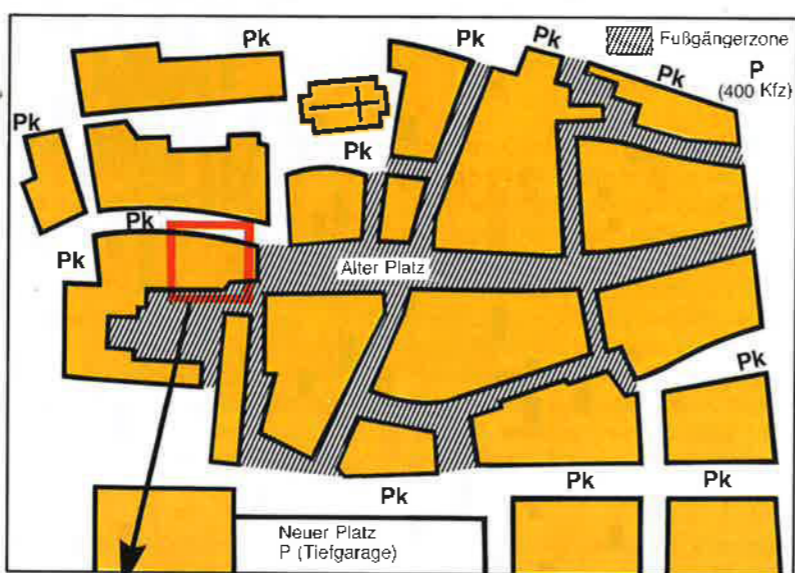 Pk
Pk
Pk
Fußgängerzone
Pk
P
(400 Kfz)
Pk
Pk
Pk
Pk
Alter Platz
Pk
Pk
Pk
Pk
Neuer Platz
P (Tiefgarage)